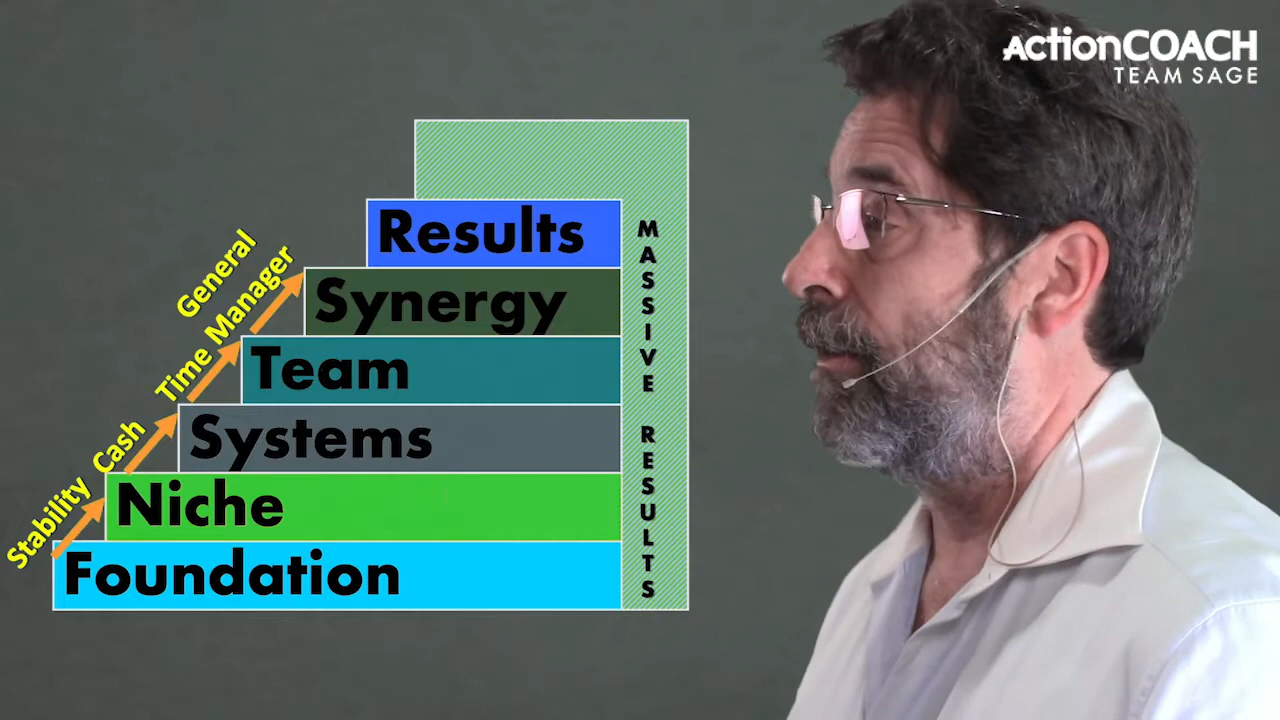 ActionCOACH
TEAM SAGE
Results
Synergy
Team
Systems
Niche
Foundation
General
Manager
Time
Cash
Stability
MASSIVE RESULTS